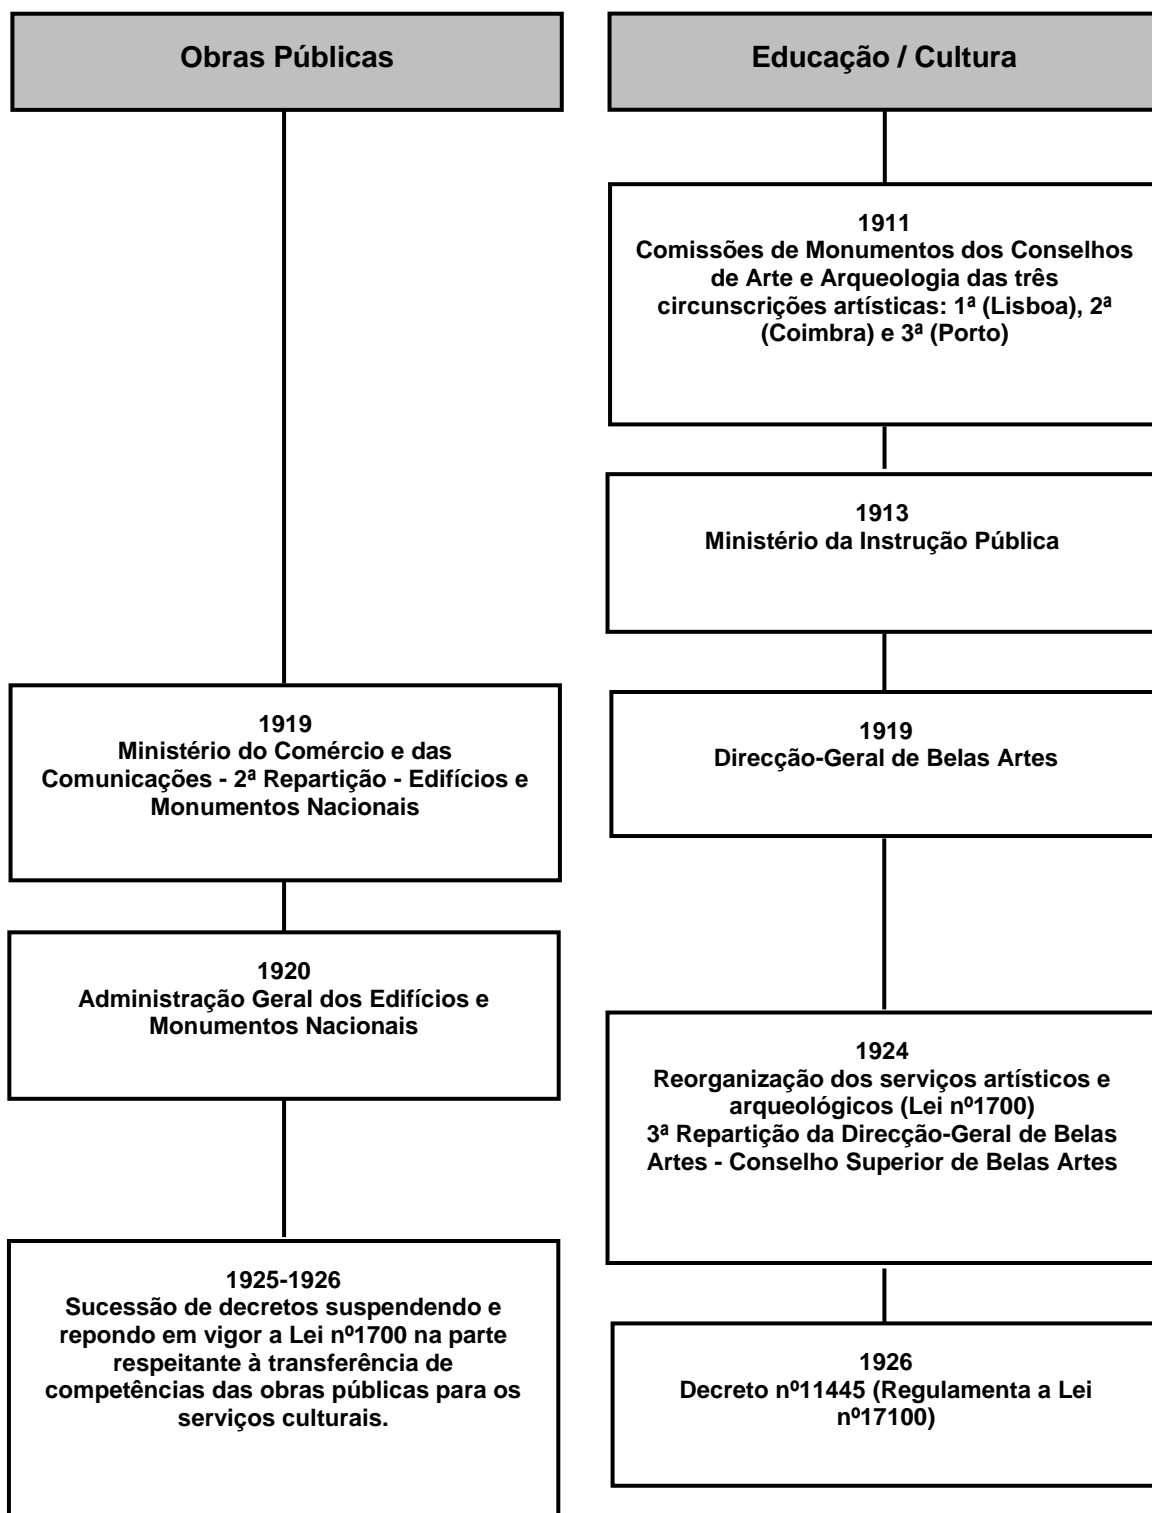 Obras Públicas
1919
Ministério do Comércio e das
Comunicações - 2ª Repartição - Edifícios e
Monumentos Nacionais
1920
Administração Geral dos Edifícios e
Monumentos Nacionais
1925-1926
Sucessão de decretos suspendendo e
repondo em vigor a Lei nº1700 na parte
respeitante à transferência de
competências das obras públicas para os
serviços culturais.
Educação / Cultura
1911
Comissões de Monumentos dos Conselhos
de Arte e Arqueologia das três
circunscrições artísticas: 1ª (Lisboa), 2ª
(Coimbra) e 3ª (Porto)
1913
Ministério da Instrução Pública
1919
Direcção-Geral de Belas Artes
1924
Reorganização dos serviços artísticos e
arqueológicos (Lei nº1700)
3ª Repartição da Direcção-Geral de Belas
Artes - Conselho Superior de Belas Artes
1926
Decreto nº11445 (Regulamenta a Lei
nº17100)